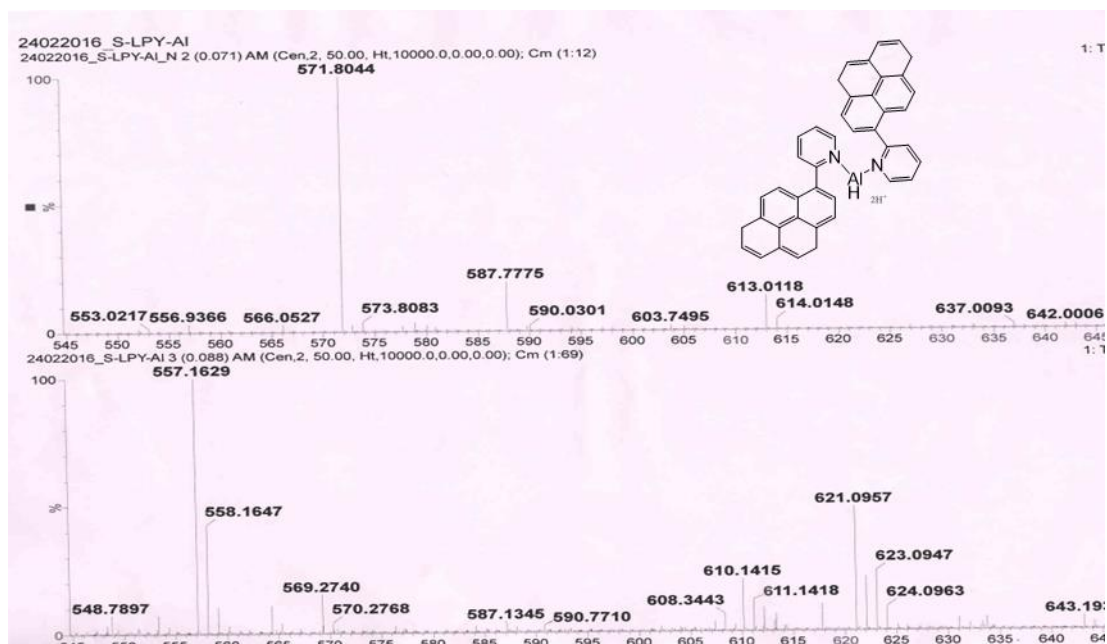 24022016_S-LPY-Al
24022016_S-LPY-Al_N 2 (0.071) AM (Cen,2, 50.00, Ht,10000.0,0.00,0.00); Cm (1:12)
1: T
571.8044
100
%
N
Al
N
H
2H⁺
587.7775
613.0118
553.0217
556.9366
566.0527
573.8083
590.0301
603.7495
614.0148
637.0093
642.0006
0
545 550 555 560 565 570 575 580 585 590 595 600 605 610 615 620 625 630 635 640 645
24022016_S-LPY-Al 3 (0.088) AM (Cen,2, 50.00, Ht,10000.0,0.00,0.00); Cm (1:69)
1: T
557.1629
100
%
558.1647
621.0957
548.7897
569.2740
570.2768
587.1345
590.7710
608.3443
610.1415
611.1418
623.0947
624.0963
643.193
0
550 555 560 565 570 575 580 585 590 595 600 605 610 615 620 625 630 635 640